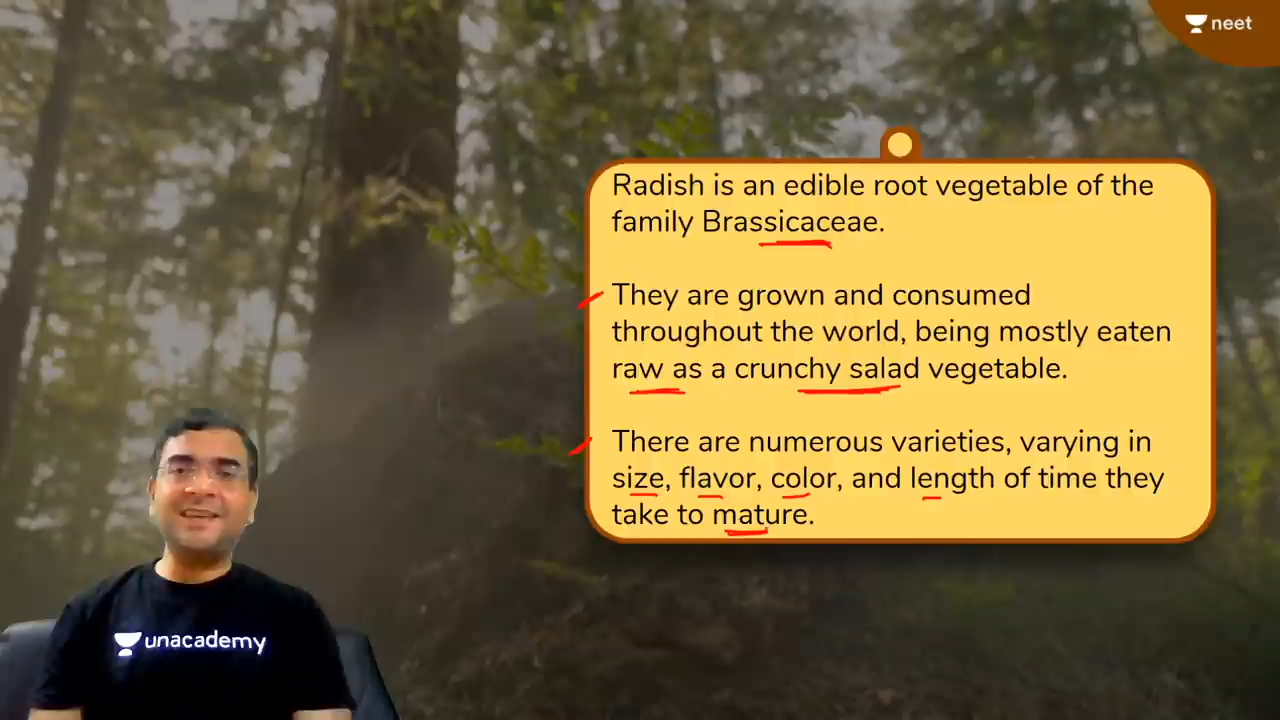 neet
Radish is an edible root vegetable of the
family Brassicaceae.
They are grown and consumed
throughout the world, being mostly eaten
raw as a crunchy salad vegetable.
There are numerous varieties, varying in
size, flavor, color, and length of time they
take to mature.
unacademy